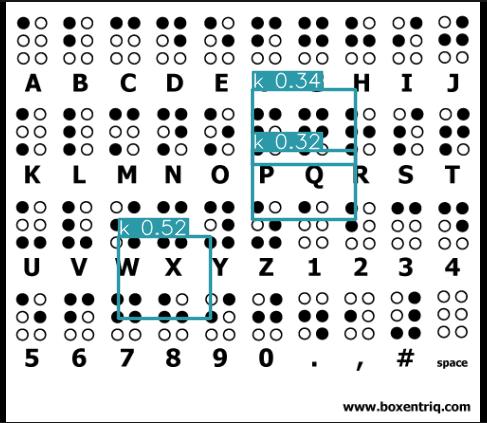 A B C D E H I J
k 0.34
k 0.32
K L M N O P Q R S T
k 0.52
U V W X Y Z 1 2 3 4
5 6 7 8 9 0 . , # space
www.boxentriq.com